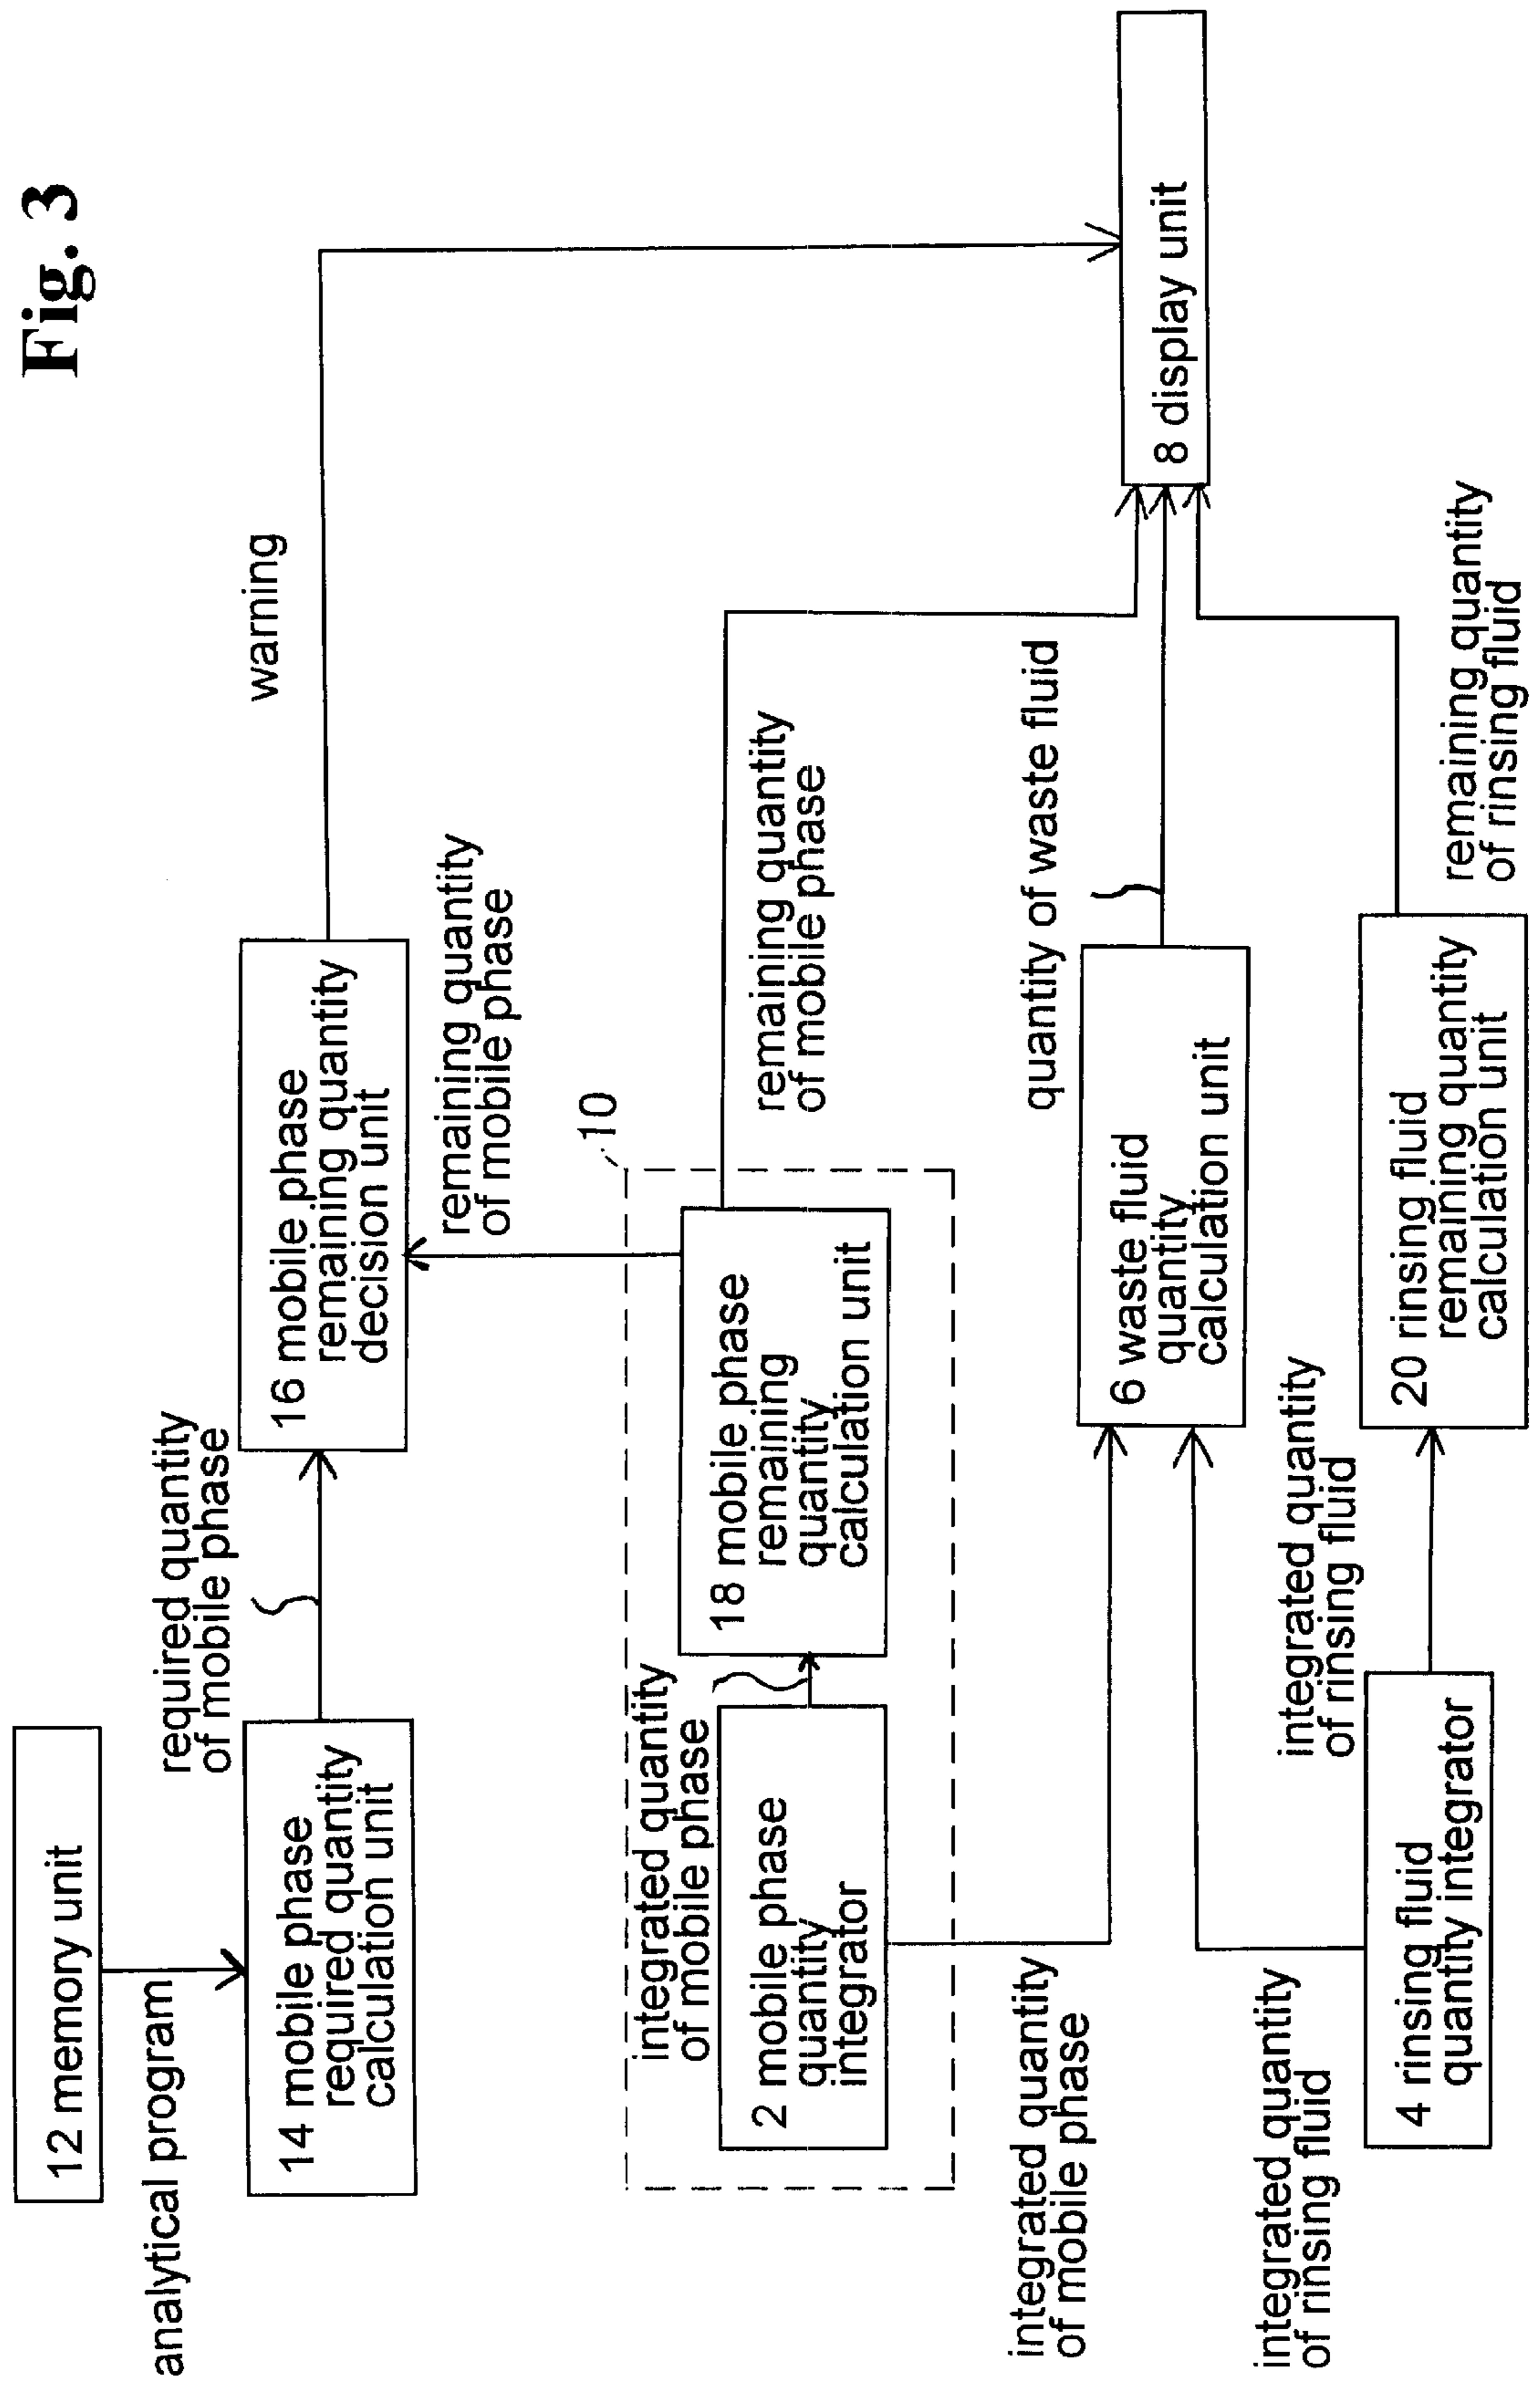 Fig. 3
12 memory unit
analytical program
14 mobile phase
required quantity
calculation unit
required quantity
of mobile phase
16 mobile phase
remaining quantity
decision unit
warning
remaining quantity
of mobile phase
10
integrated quantity
of mobile phase
2 mobile phase
quantity
integrator
18 mobile phase
remaining
quantity
calculation unit
remaining quantity
of mobile phase
integrated quantity
of mobile phase
6 waste fluid
quantity
calculation unit
quantity of waste fluid
8 display unit
integrated quantity
of rinsing fluid
4 rinsing fluid
quantity integrator
integrated quantity
of rinsing fluid
20 rinsing fluid
remaining quantity
calculation unit
remaining quantity
of rinsing fluid